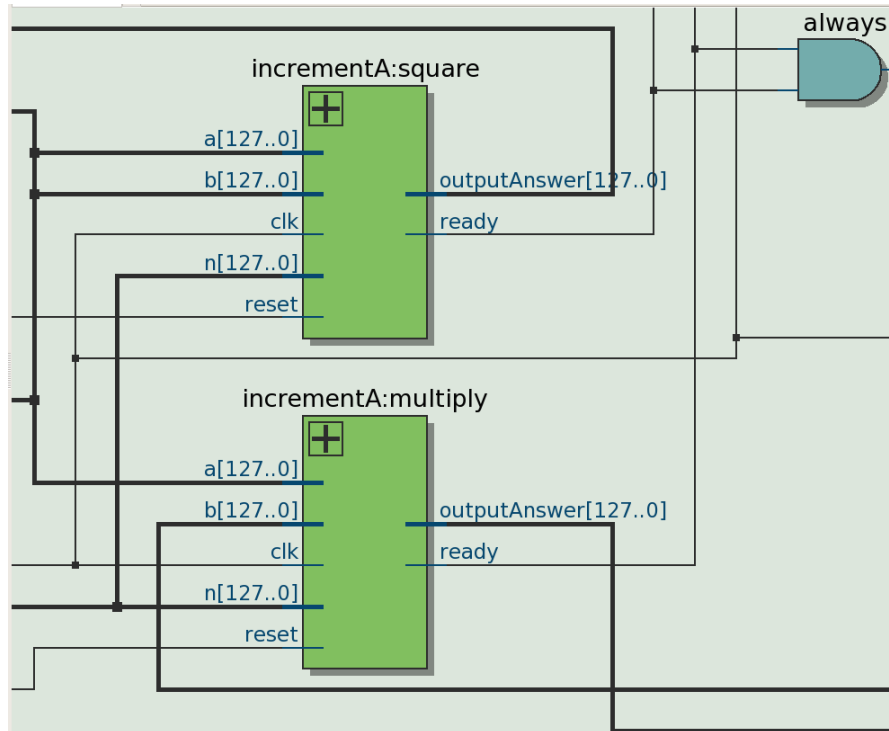 always
incrementA:square
a[127..0]
b[127..0]
outputAnswer[127..0]
clk
ready
n[127..0]
reset
incrementA:multiply
a[127..0]
b[127..0]
outputAnswer[127..0]
clk
ready
n[127..0]
reset